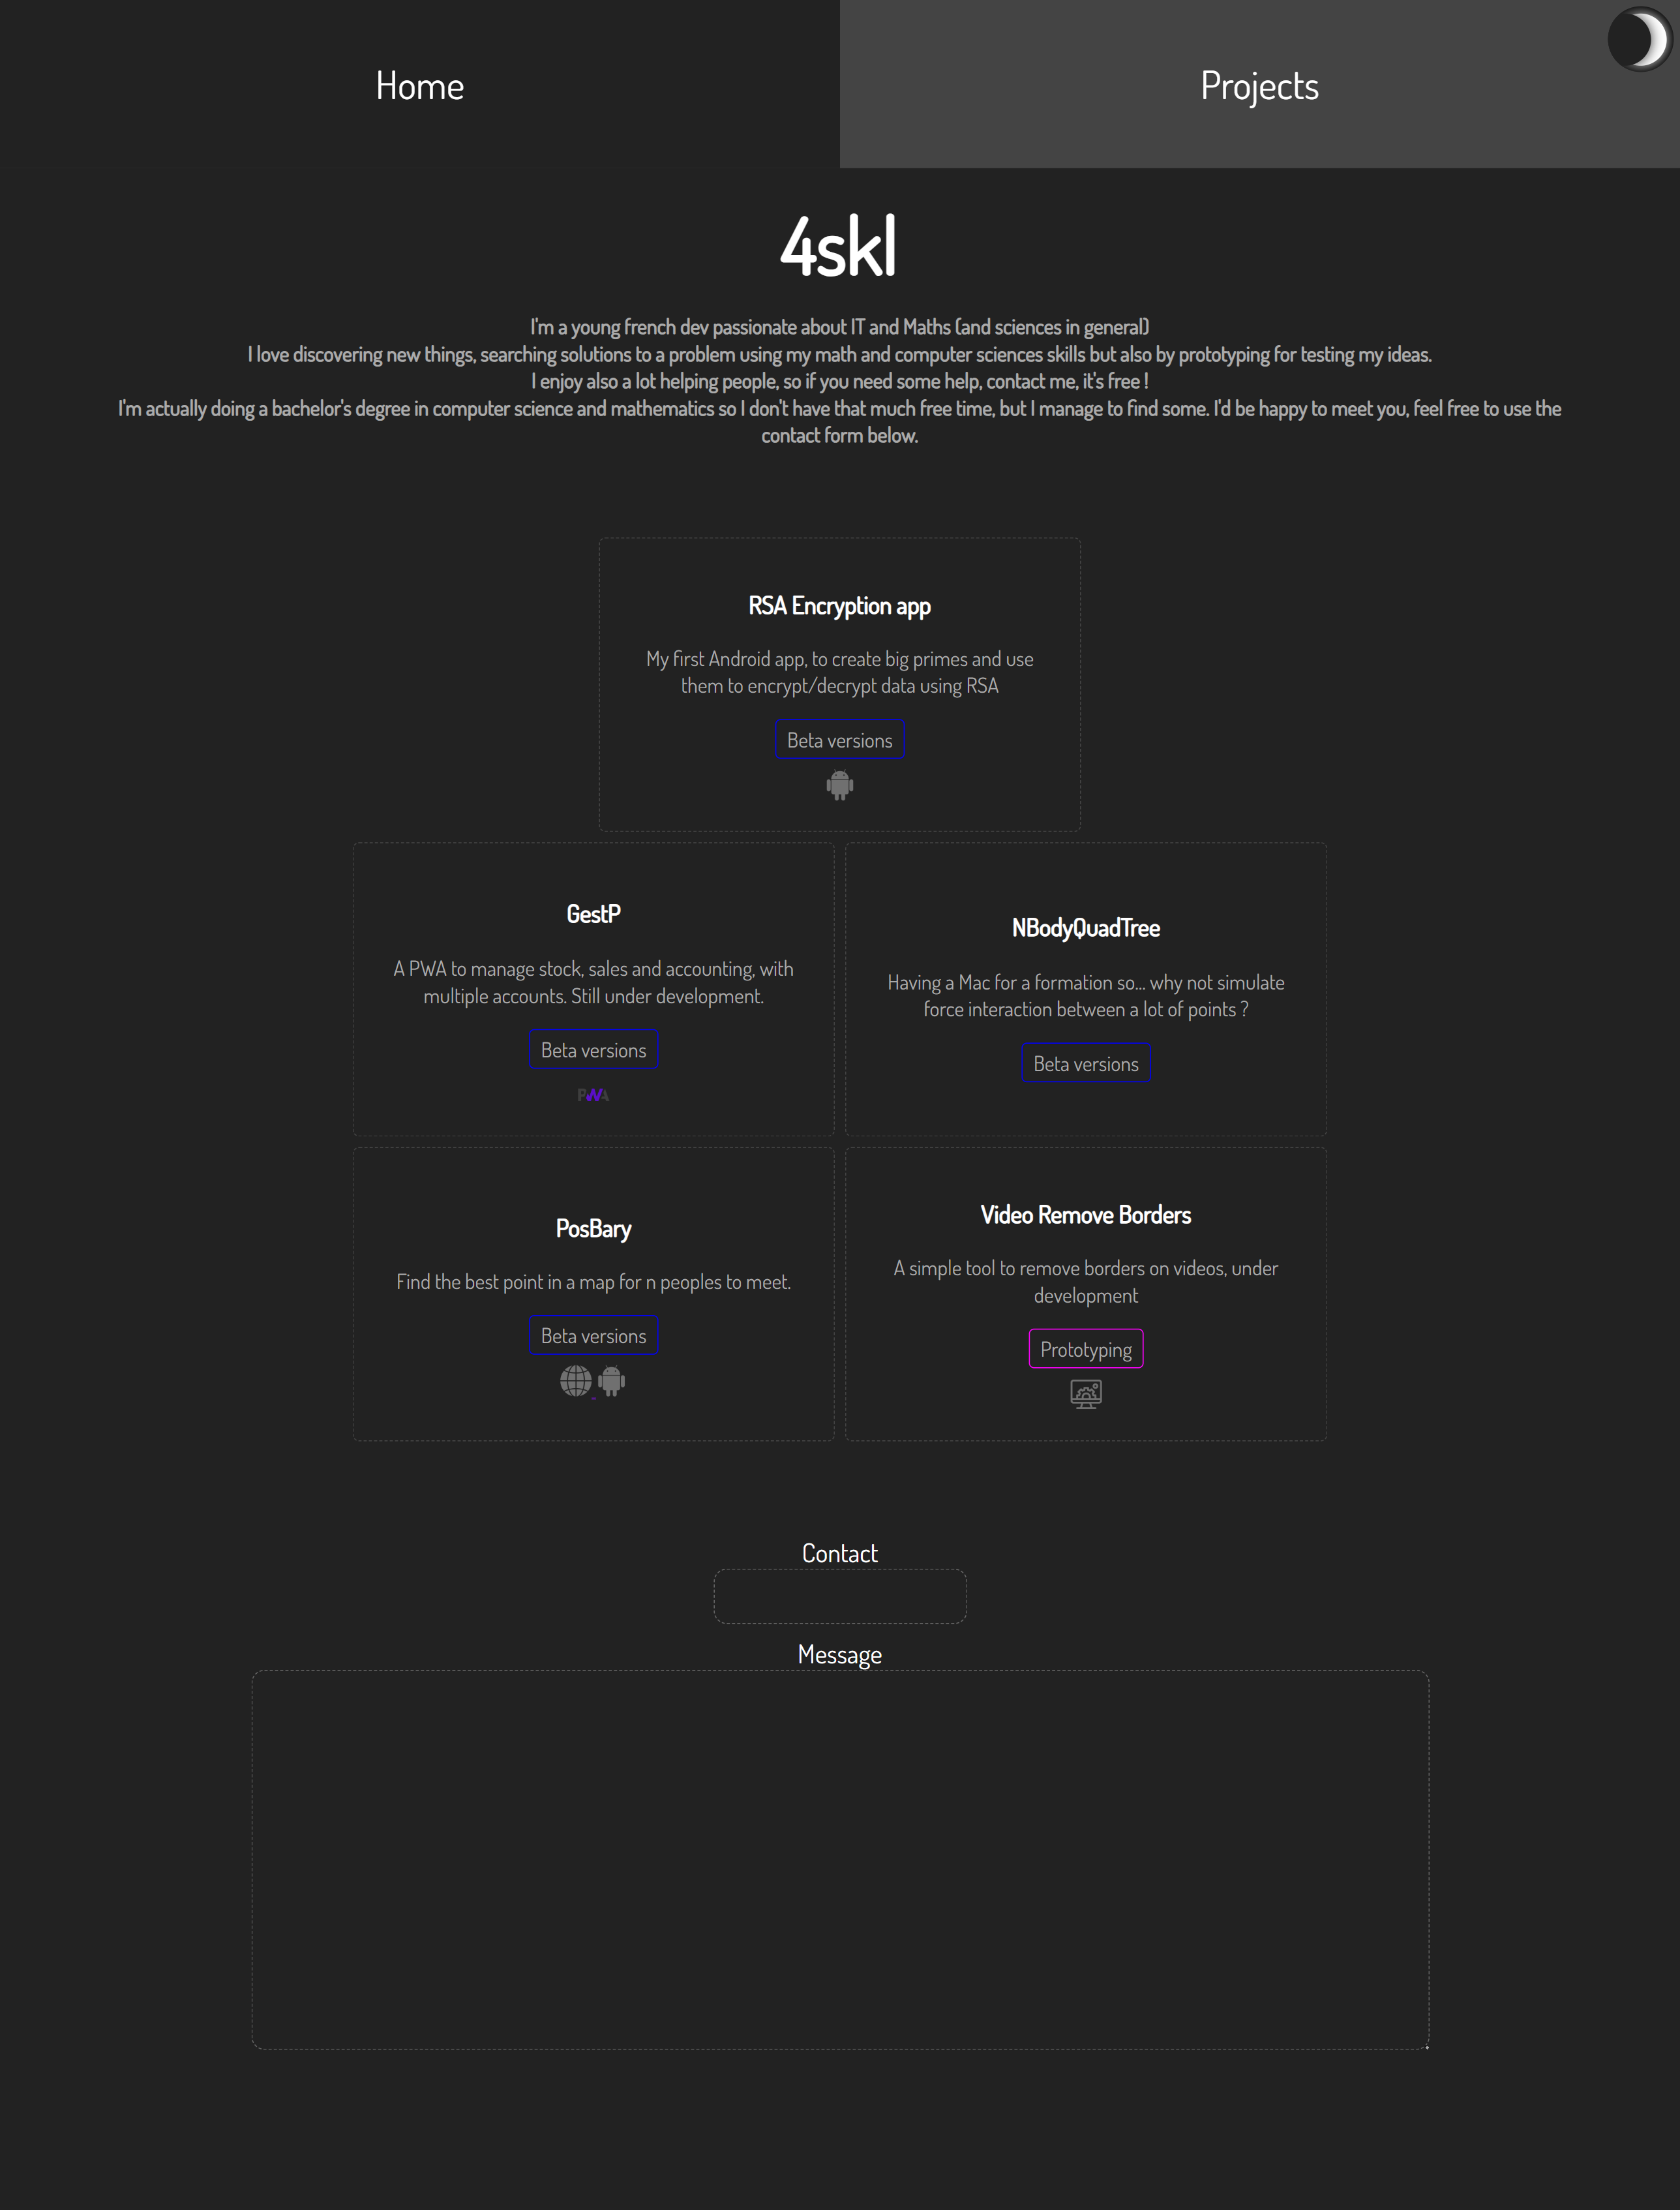 Home
Projects
4skl
I'm a young french dev passionate about IT and Maths (and sciences in general)
I love discovering new things, searching solutions to a problem using my math and computer sciences skills but also by prototyping for testing my ideas.
I enjoy also a lot helping people, so if you need some help, contact me, it's free !
I'm actually doing a bachelor's degree in computer science and mathematics so I don't have that much free time, but I manage to find some. I'd be happy to meet you, feel free to use the
contact form below.
RSA Encryption app
My first Android app, to create big primes and use
them to encrypt/decrypt data using RSA
Beta versions
GestP
A PWA to manage stock, sales and accounting, with
multiple accounts. Still under development.
Beta versions
PWA
NBodyQuadTree
Having a Mac for a formation so... why not simulate
force interaction between a lot of points ?
Beta versions
PosBary
Find the best point in a map for n peoples to meet.
Beta versions
Video Remove Borders
A simple tool to remove borders on videos, under
development
Prototyping
Contact
Message